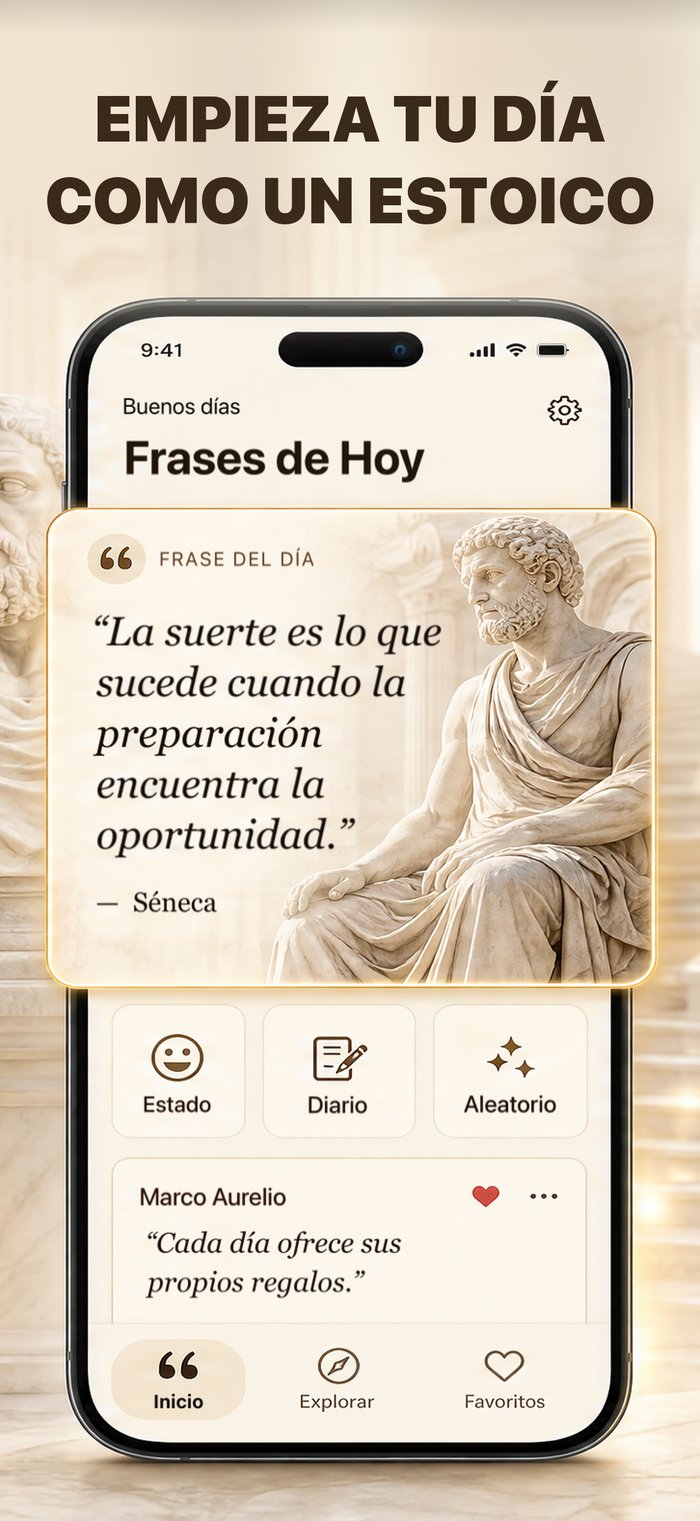 EMPIEZA TU DÍA
COMO UN ESTOICO
9:41
Buenos días
Frases de Hoy
FRASE DEL DÍA
“La suerte es lo que
sucede cuando la
preparación
encuentra la
oportunidad.”
— Séneca
Estado
Diario
Aleatorio
Marco Aurelio
“Cada día ofrece sus
propios regalos.”
Inicio
Explorar
Favoritos